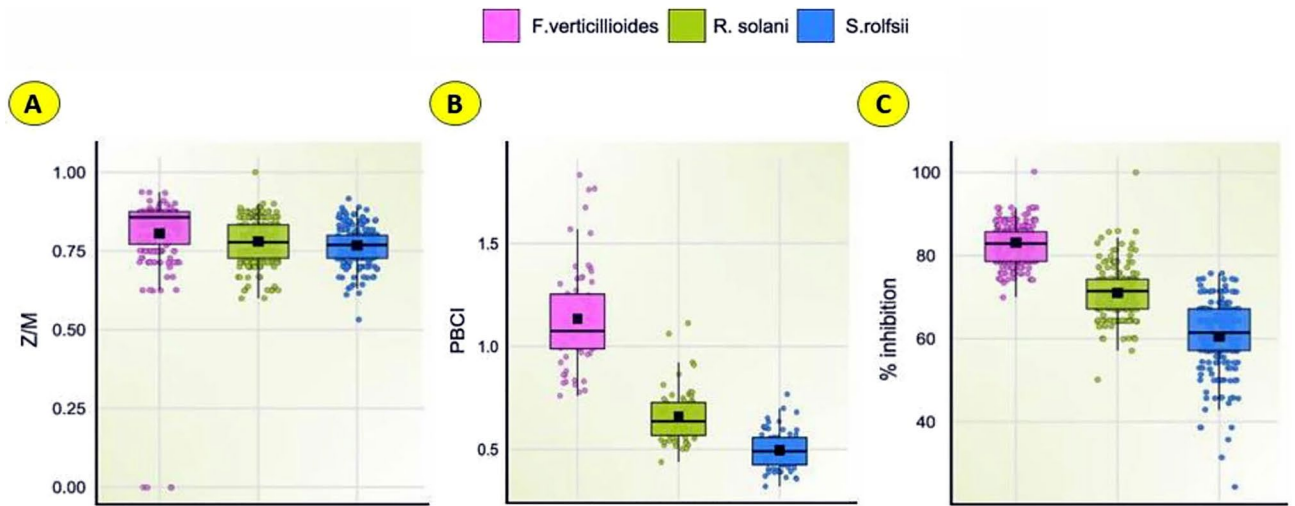 F.verticillioides R. solani S.rolfsii
A
Z/M
1.00
0.75
0.50
0.25
0.00
B
PBCI
1.5
1.0
0.5
C
% inhibition
100
80
60
40